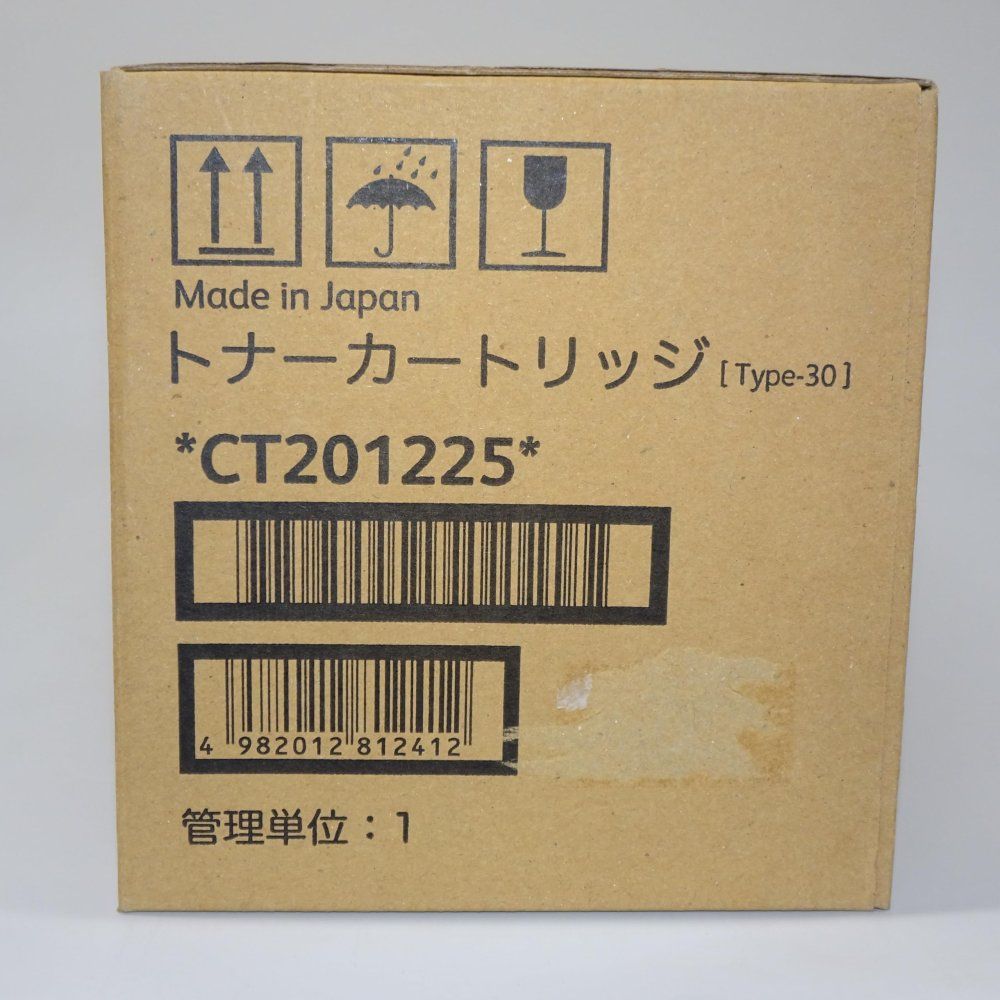 Made in Japan
トナーカートリッジ [Type-30]
*CT201225*
4 982012 812412
管理単位：1